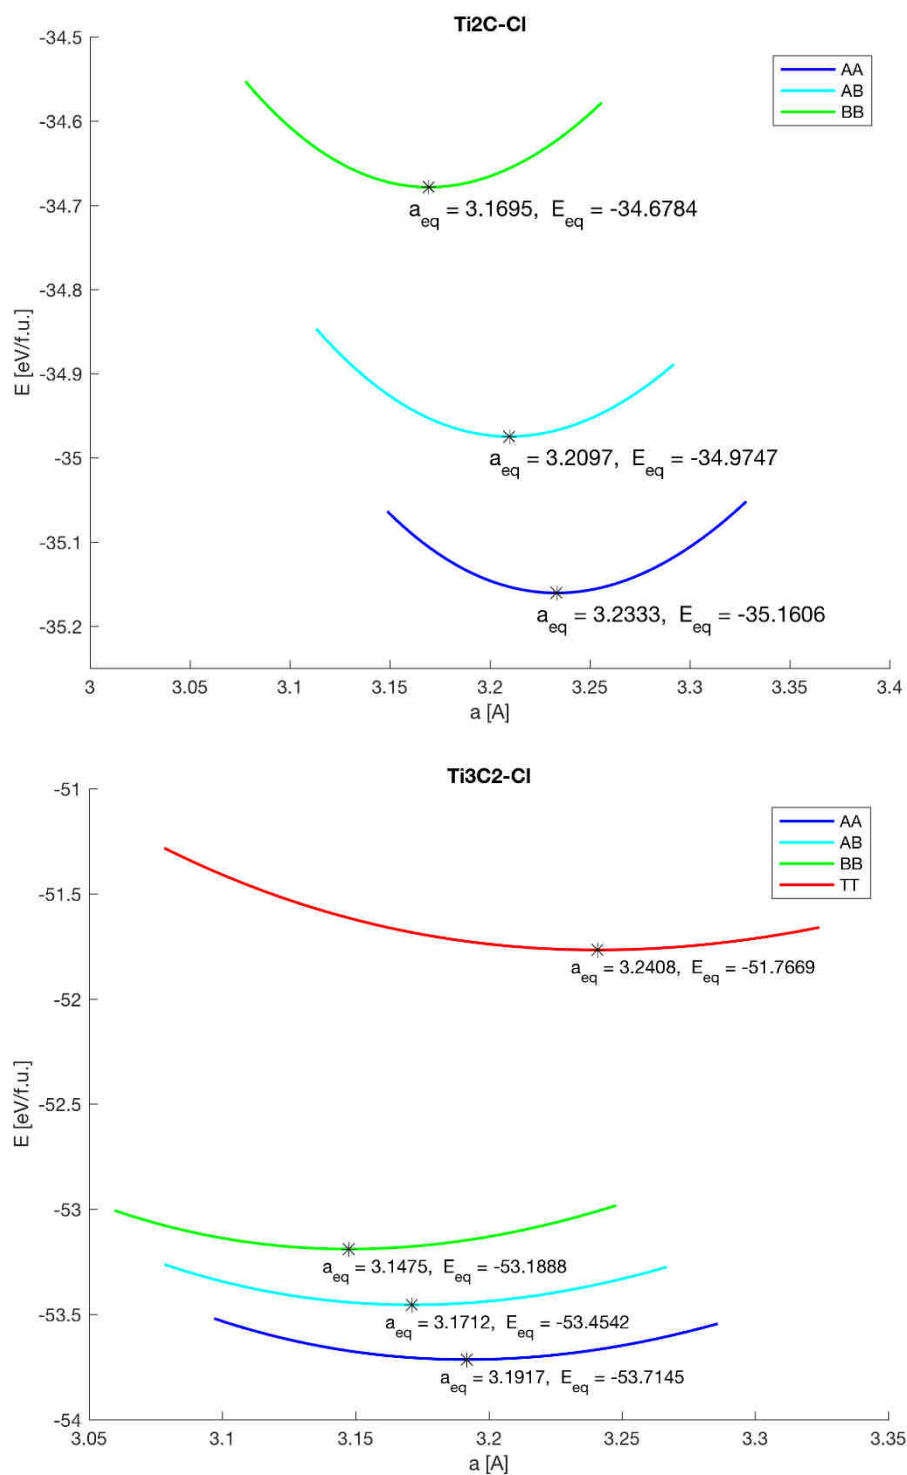 Ti2C-Cl
-34.5
AA
AB
BB
-34.6
-34.7
a_eq = 3.1695, E_eq = -34.6784
-34.8
E [eV/f.u.]
-34.9
-35
a_eq = 3.2097, E_eq = -34.9747
-35.1
a_eq = 3.2333, E_eq = -35.1606
-35.2
3 3.05 3.1 3.15 3.2 3.25 3.3 3.35 3.4
a [A]
Ti3C2-Cl
-51
AA
AB
BB
TT
-51.5
a_eq = 3.2408, E_eq = -51.7669
-52
E [eV/f.u.]
-52.5
-53
a_eq = 3.1475, E_eq = -53.1888
-53.5
a_eq = 3.1712, E_eq = -53.4542
a_eq = 3.1917, E_eq = -53.7145
-54
3.05 3.1 3.15 3.2 3.25 3.3 3.35
a [A]